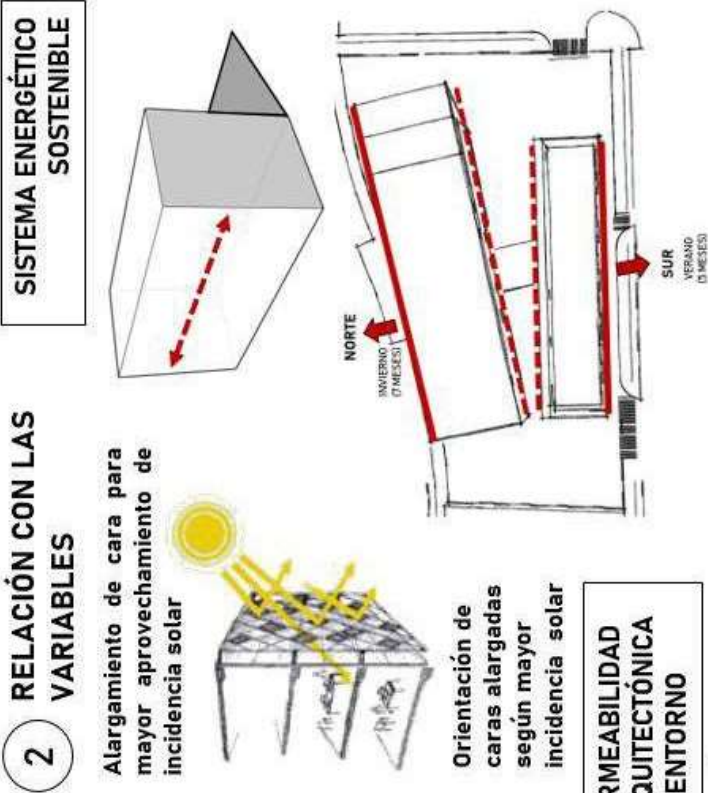 2
RELACIÓN CON LAS
VARIABLES
SISTEMA ENERGÉTICO
SOSTENIBLE
Alargamiento de cara para
mayor aprovechamiento de
incidencia solar
NORTE
INVIERNO
(7 MESES)
SUR
VERANO
(5 MESES)
Orientación de
caras alargadas
según mayor
incidencia solar
RMEABILIDAD
QUITECTÓNICA
ENTORNO